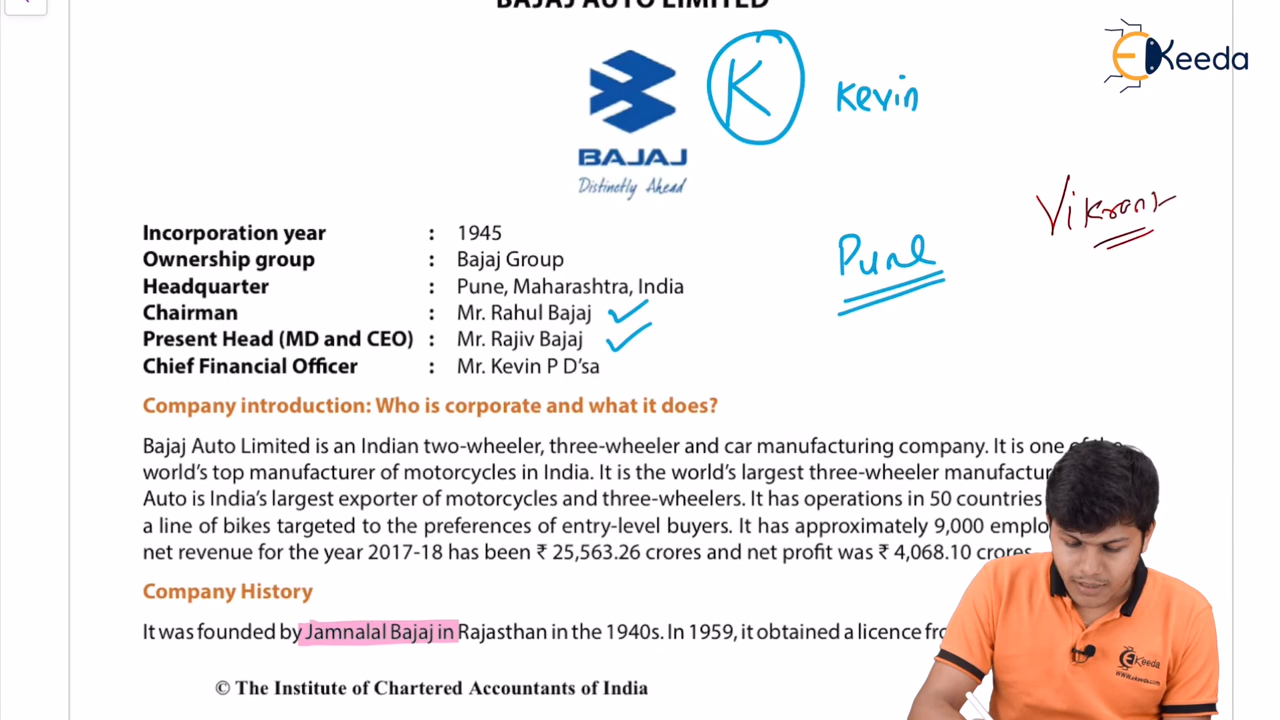 BAJAJ AUTO LIMITED
EKeeda
K
Kevin
BAJAJ
Distinctly Ahead
Vikrant
Pune
Incorporation year : 1945
Ownership group : Bajaj Group
Headquarter : Pune, Maharashtra, India
Chairman : Mr. Rahul Bajaj
Present Head (MD and CEO) : Mr. Rajiv Bajaj
Chief Financial Officer : Mr. Kevin P D’sa
Company introduction: Who is corporate and what it does?
Bajaj Auto Limited is an Indian two-wheeler, three-wheeler and car manufacturing company. It is one of the
world’s top manufacturer of motorcycles in India. It is the world’s largest three-wheeler manufactur
Auto is India’s largest exporter of motorcycles and three-wheelers. It has operations in 50 countries
a line of bikes targeted to the preferences of entry-level buyers. It has approximately 9,000 emplo
net revenue for the year 2017-18 has been ₹ 25,563.26 crores and net profit was ₹ 4,068.10 crores
Company History
It was founded by Jamnalal Bajaj in Rajasthan in the 1940s. In 1959, it obtained a licence fro
EKeeda
www.ekeeda.com
© The Institute of Chartered Accountants of India